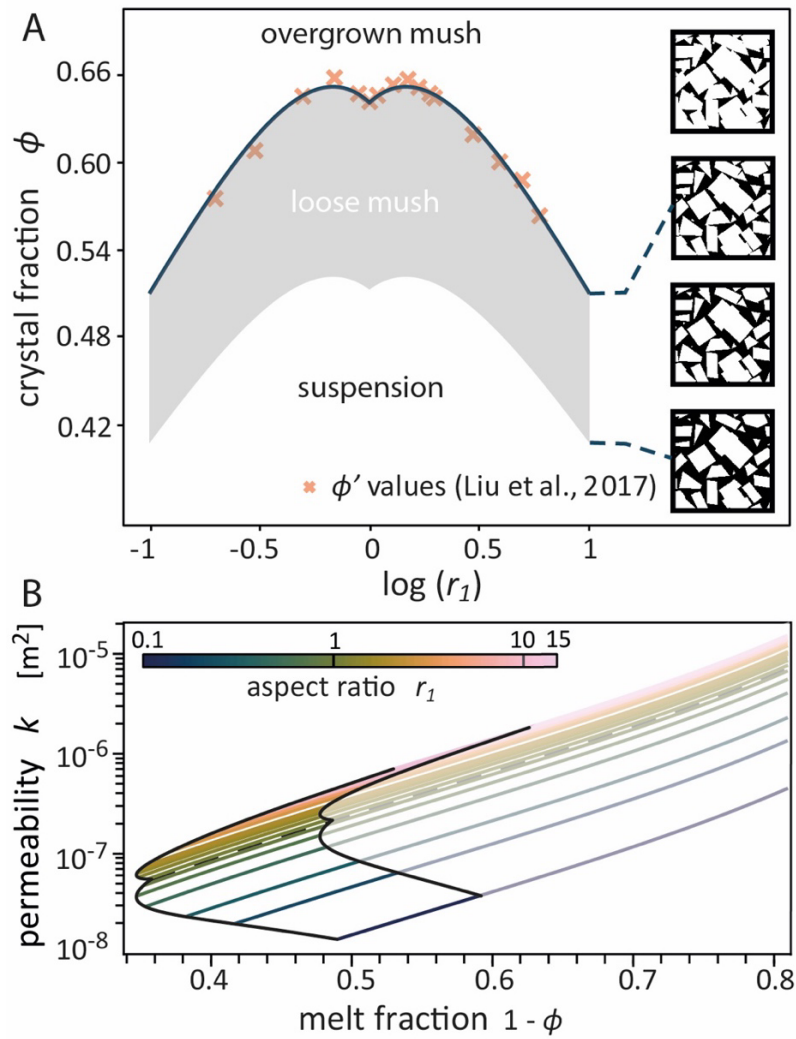 A
overgrown mush
0.66
0.60
0.54
0.48
0.42
crystal fraction ϕ
loose mush
suspension
ϕ′ values (Liu et al., 2017)
-1 -0.5 0 0.5 1
log (r₁)
B
0.1 1 10 15
aspect ratio r₁
10⁻⁵
10⁻⁶
10⁻⁷
10⁻⁸
permeability k [m²]
0.4 0.5 0.6 0.7 0.8
melt fraction 1 - ϕ